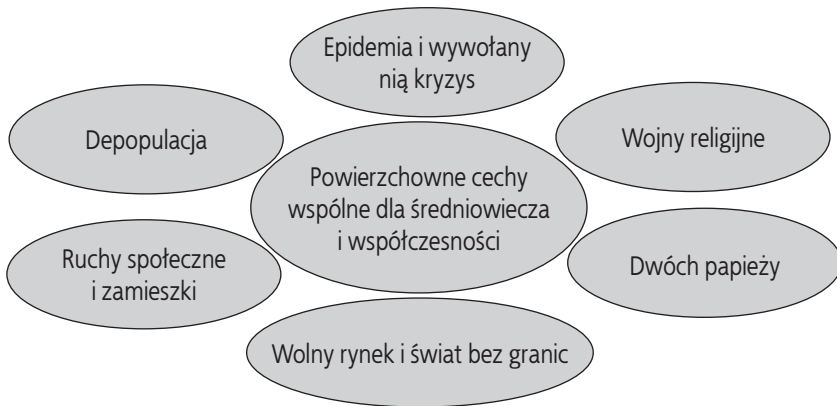 Epidemia i wywołany
nią kryzys
Depopulacja
Wojny religijne
Powierzchowne cechy
wspólne dla średniowiecza
i współczesności
Ruchy społeczne
i zamieszki
Dwóch papieży
Wolny rynek i świat bez granic